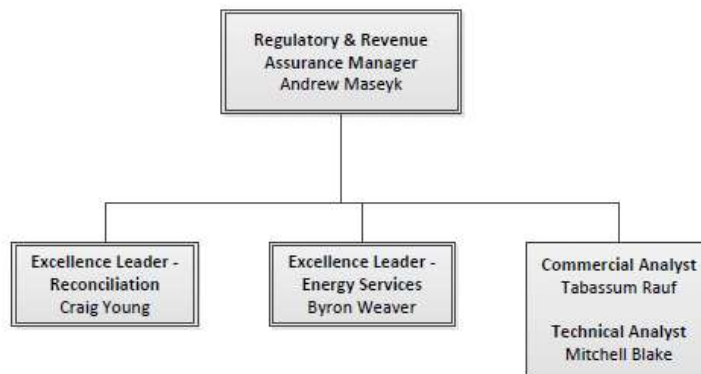 Regulatory & Revenue
Assurance Manager
Andrew Maseyk
Excellence Leader -
Reconciliation
Craig Young
Excellence Leader -
Energy Services
Byron Weaver
Commercial Analyst
Tabassum Rauf
Technical Analyst
Mitchell Blake